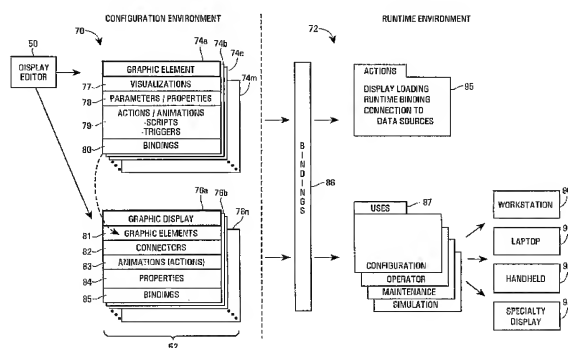 CONFIGURATION ENVIRONMENT
RUNTIME ENVIRONMENT
50
DISPLAY
EDITOR
70
74a
74b
74c
74m
GRAPHIC ELEMENT
77
VISUALIZATIONS
78
PARAMETERS / PROPERTIES
79
ACTIONS / ANIMATIONS
-SCRIPTS
-TRIGGERS
80
BINDINGS
76a
76b
76n
GRAPHIC DISPLAY
81
GRAPHIC ELEMENTS
82
CONNECTORS
83
ANIMATIONS (ACTIONS)
84
PROPERTIES
85
BINDINGS
52
72
BINDINGS
86
ACTIONS
DISPLAY LOADING
RUNTIME BINDING
CONNECTION TO
DATA SOURCES
95
USES
87
CONFIGURATION
OPERATOR
MAINTENANCE
SIMULATION
WORKSTATION
LAPTOP
HANDHELD
SPECIALTY
DISPLAY